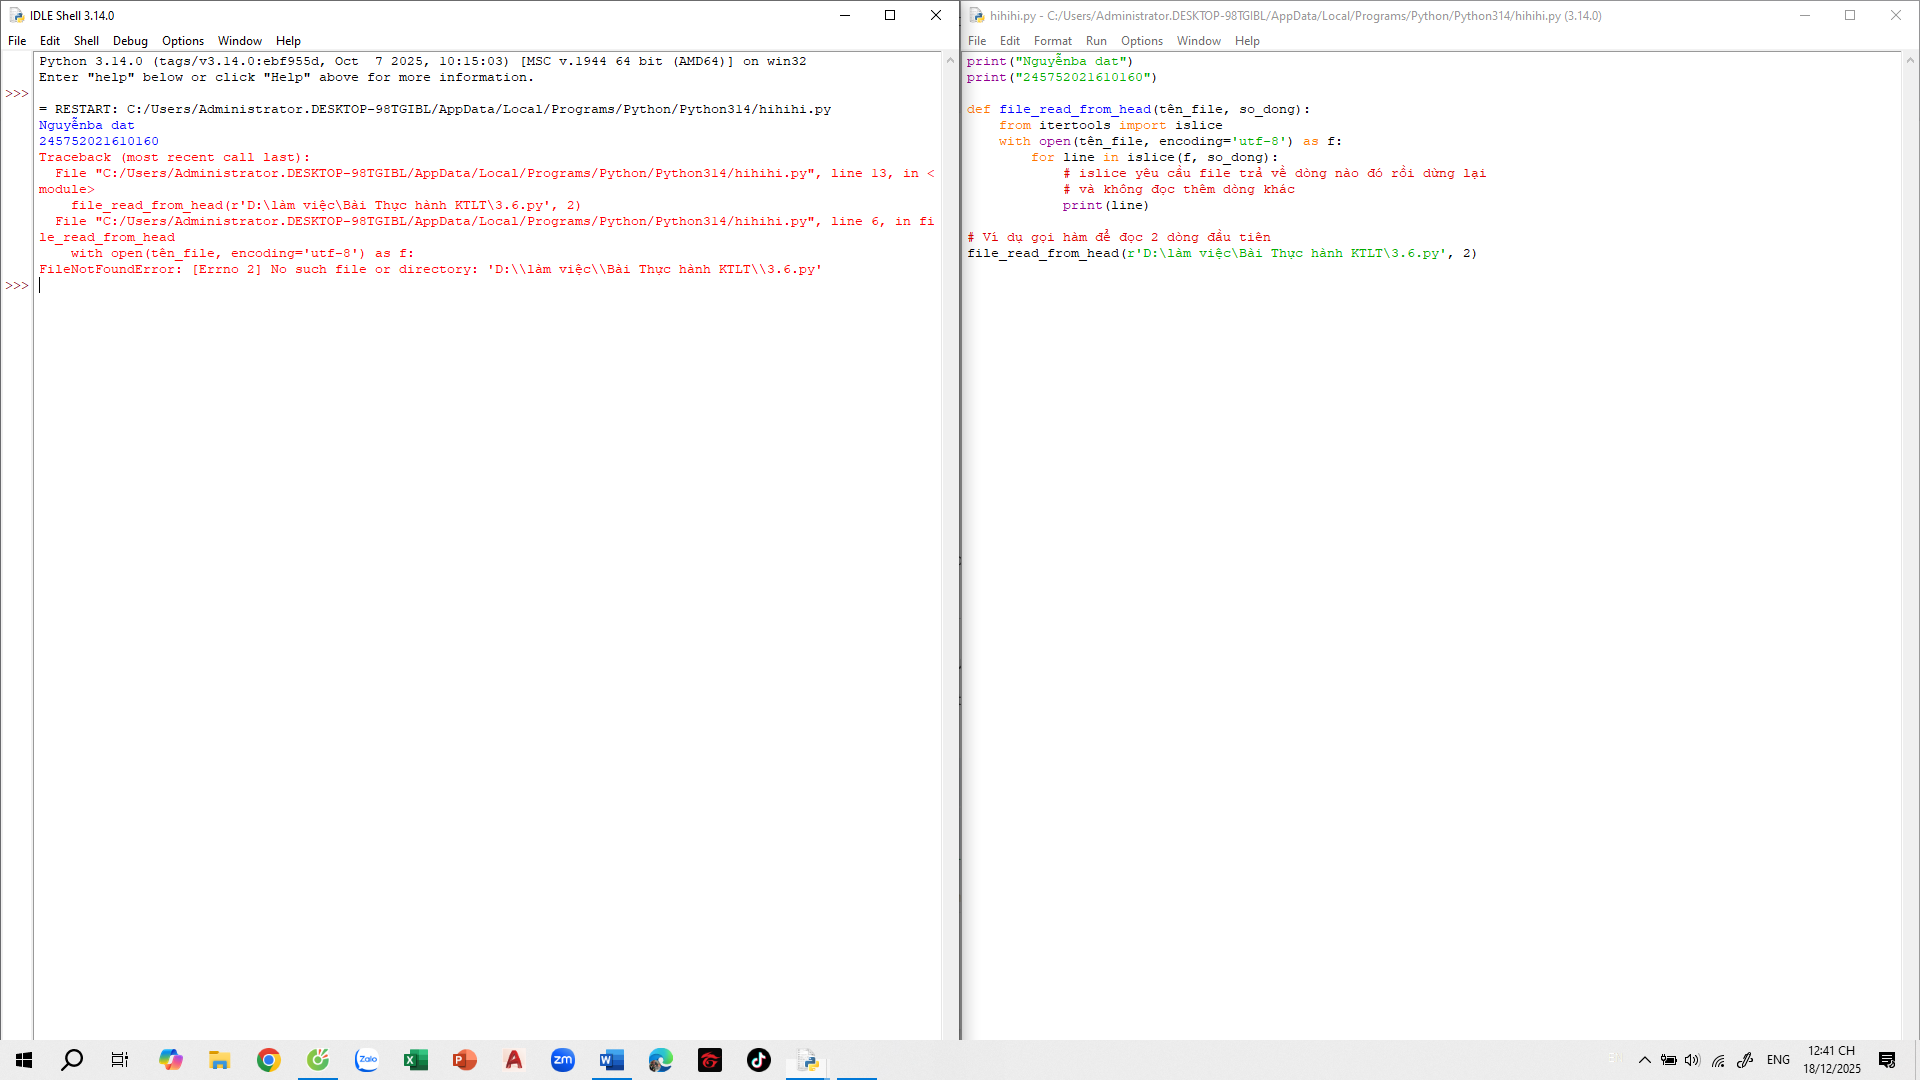 IDLE Shell 3.14.0
File Edit Shell Debug Options Window Help
Python 3.14.0 (tags/v3.14.0:ebf955d, Oct  7 2025, 10:15:03) [MSC v.1944 64 bit (AMD64)] on win32
Enter "help" below or click "Help" above for more information.
>>>
= RESTART: C:/Users/Administrator.DESKTOP-98TGIBL/AppData/Local/Programs/Python/Python314/hihihi.py
Nguyễnba dat
245752021610160
Traceback (most recent call last):
  File "C:/Users/Administrator.DESKTOP-98TGIBL/AppData/Local/Programs/Python/Python314/hihihi.py", line 13, in <
module>
    file_read_from_head(r'D:\làm việc\Bài Thực hành KTLT\3.6.py', 2)
  File "C:/Users/Administrator.DESKTOP-98TGIBL/AppData/Local/Programs/Python/Python314/hihihi.py", line 6, in fi
le_read_from_head
    with open(tên_file, encoding='utf-8') as f:
FileNotFoundError: [Errno 2] No such file or directory: 'D:\\làm việc\\Bài Thực hành KTLT\\3.6.py'
>>>
hihihi.py - C:/Users/Administrator.DESKTOP-98TGIBL/AppData/Local/Programs/Python/Python314/hihihi.py (3.14.0)
File Edit Format Run Options Window Help
print("Nguyễnba dat")
print("245752021610160")
def file_read_from_head(tên_file, so_dong):
    from itertools import islice
    with open(tên_file, encoding='utf-8') as f:
        for line in islice(f, so_dong):
            # islice yêu cầu file trả về dòng nào đó rồi dừng lại
            # và không đọc thêm dòng khác
            print(line)
# Ví dụ gọi hàm để đọc 2 dòng đầu tiên
file_read_from_head(r'D:\làm việc\Bài Thực hành KTLT\3.6.py', 2)
Zalo
zm
ENG
12:41 CH
18/12/2025